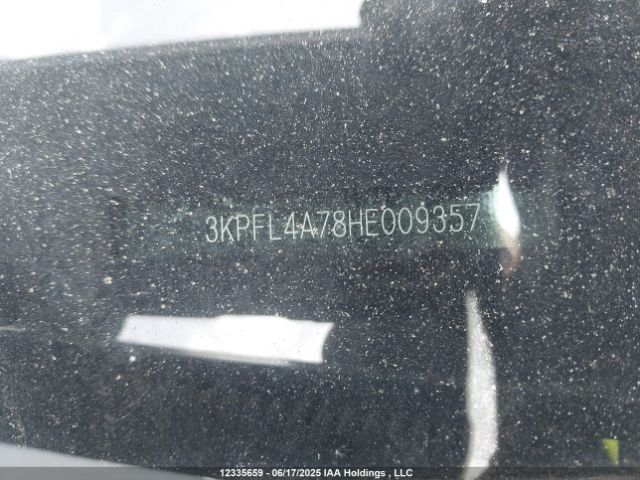 3KPFL4A78HE009357
12335659 - 06/17/2025 IAA Holdings , LLC